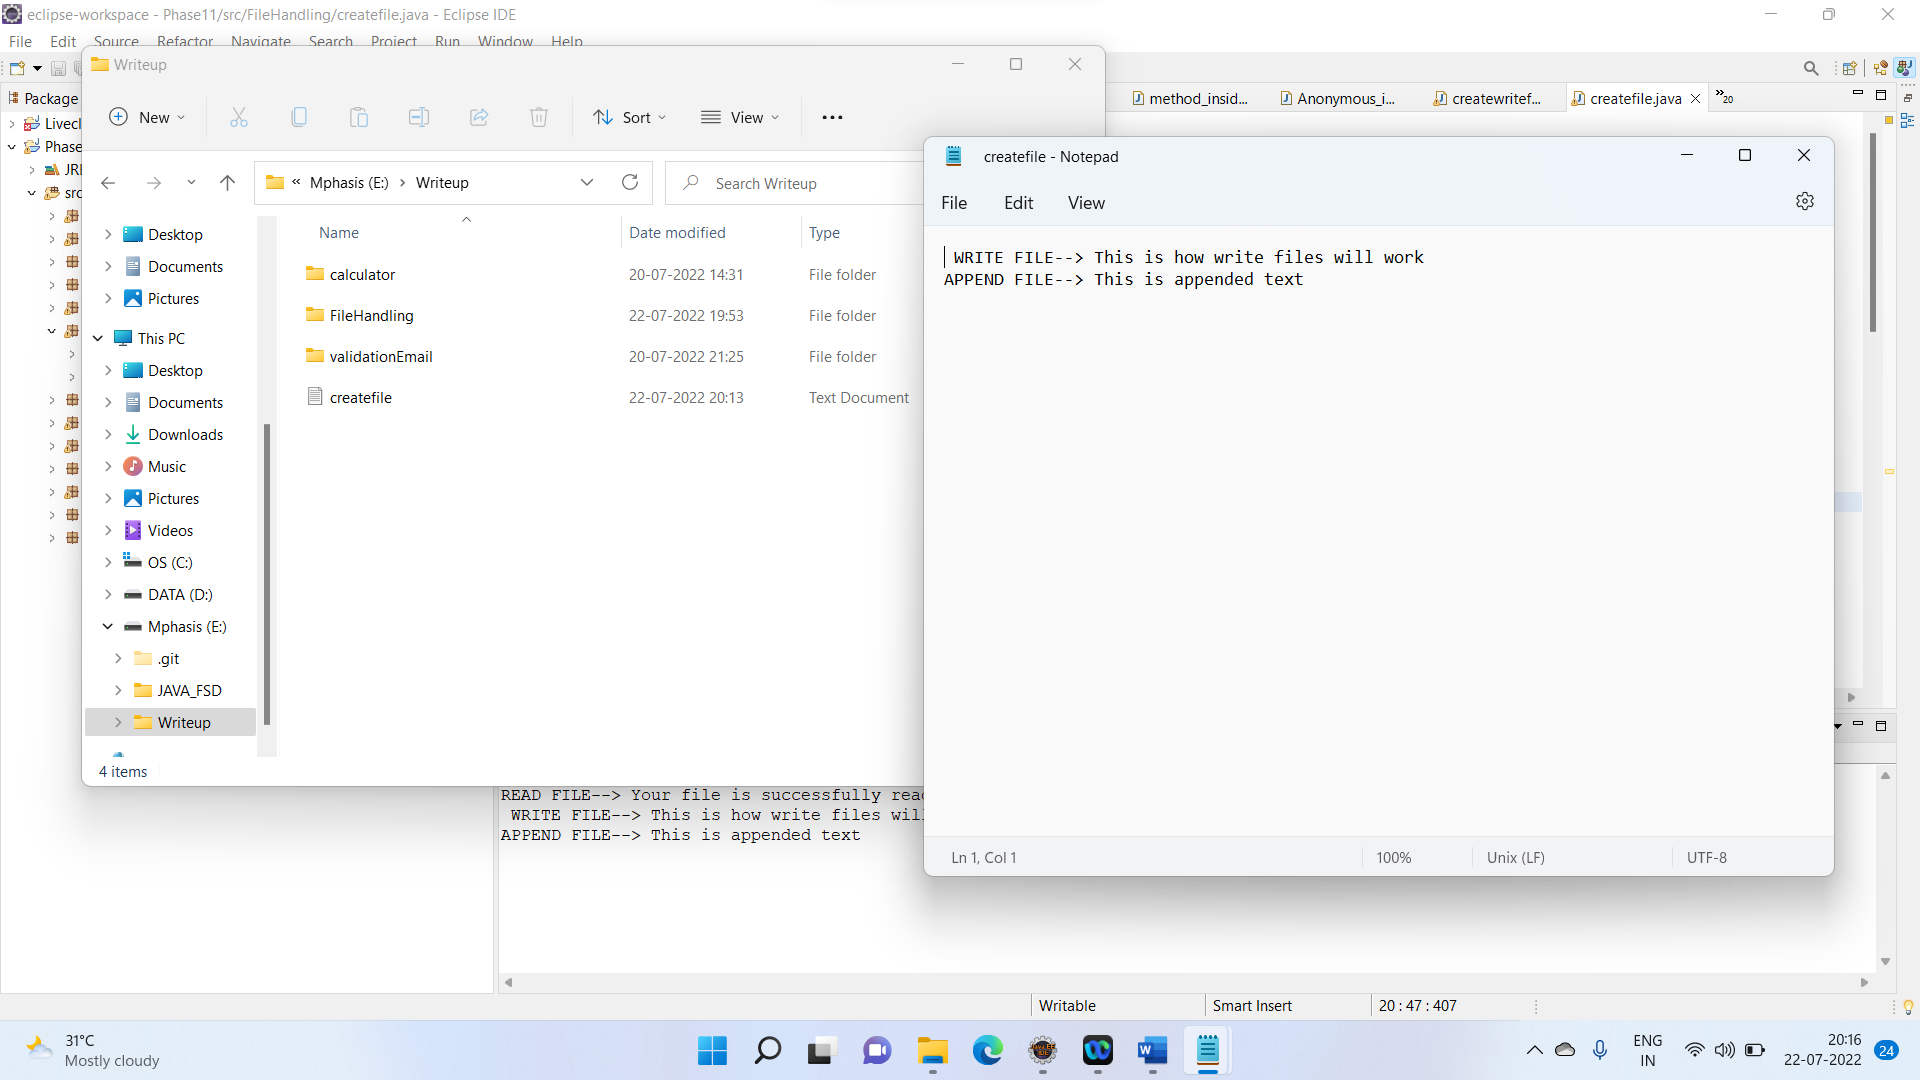 eclipse-workspace - Phase11/src/FileHandling/createfile.java - Eclipse IDE
File Edit Source Refactor Navigate Search Project Run Window Help
Package
Livecl
Phase
JRE
src
method_insid...
Anonymous_i...
createwritef...
createfile.java
20
Writeup
New
Sort
View
« Mphasis (E:) > Writeup
Search Writeup
Desktop
Documents
Pictures
This PC
Desktop
Documents
Downloads
Music
Pictures
Videos
OS (C:)
DATA (D:)
Mphasis (E:)
.git
JAVA_FSD
Writeup
Name Date modified Type
calculator 20-07-2022 14:31 File folder
FileHandling 22-07-2022 19:53 File folder
validationEmail 20-07-2022 21:25 File folder
createfile 22-07-2022 20:13 Text Document
4 items
createfile - Notepad
File Edit View
WRITE FILE--> This is how write files will work
APPEND FILE--> This is appended text
Ln 1, Col 1
100%
Unix (LF)
UTF-8
READ FILE--> Your file is successfully read
WRITE FILE--> This is how write files wil
APPEND FILE--> This is appended text
Writable
Smart Insert
20 : 47 : 407
31°C
Mostly cloudy
ENG
IN
20:16
22-07-2022
24